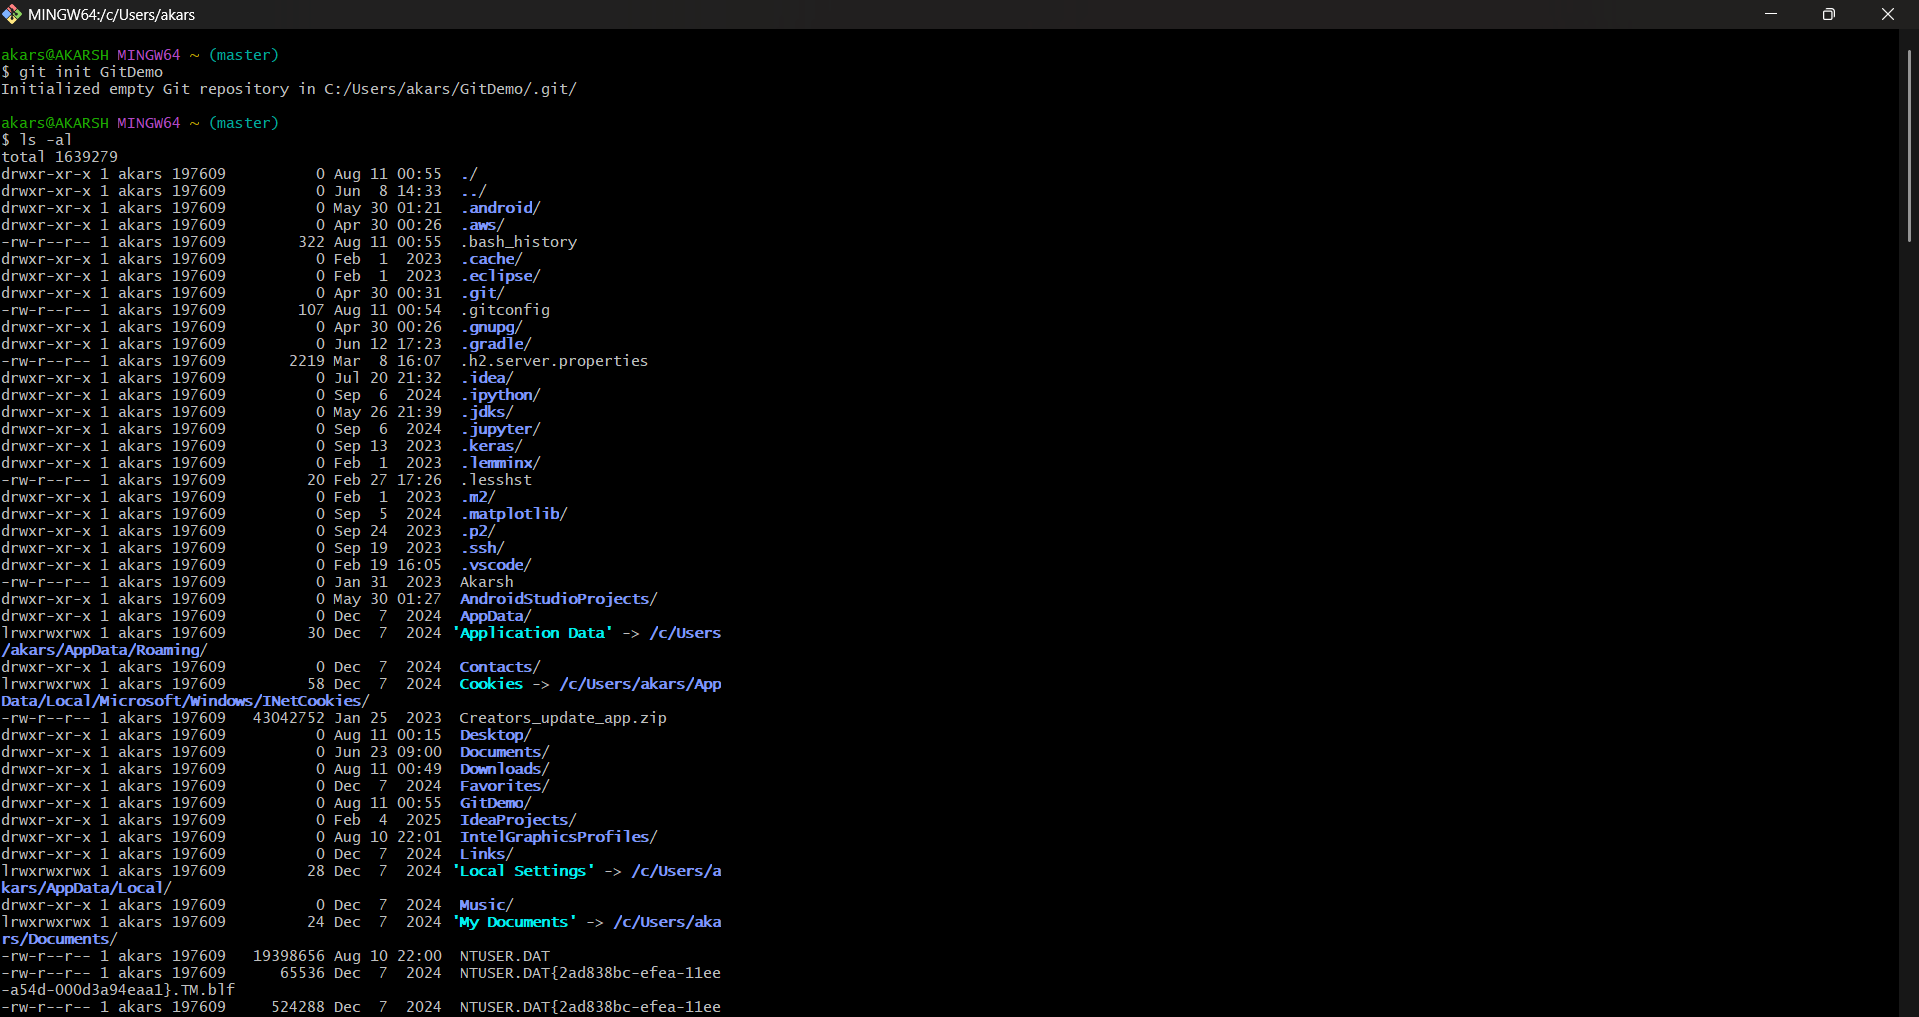 MINGW64:/c/Users/akars
akars@AKARSH MINGW64 ~ (master)
$ git init GitDemo
Initialized empty Git repository in C:/Users/akars/GitDemo/.git/
akars@AKARSH MINGW64 ~ (master)
$ ls -al
total 1639279
drwxr-xr-x 1 akars 197609          0 Aug 11 00:55  ./
drwxr-xr-x 1 akars 197609          0 Jun  8 14:33  ../
drwxr-xr-x 1 akars 197609          0 May 30 01:21  .android/
drwxr-xr-x 1 akars 197609          0 Apr 30 00:26  .aws/
-rw-r--r-- 1 akars 197609        322 Aug 11 00:55  .bash_history
drwxr-xr-x 1 akars 197609          0 Feb  1  2023  .cache/
drwxr-xr-x 1 akars 197609          0 Feb  1  2023  .eclipse/
drwxr-xr-x 1 akars 197609          0 Apr 30 00:31  .git/
-rw-r--r-- 1 akars 197609        107 Aug 11 00:54  .gitconfig
drwxr-xr-x 1 akars 197609          0 Apr 30 00:26  .gnupg/
drwxr-xr-x 1 akars 197609          0 Jun 12 17:23  .gradle/
-rw-r--r-- 1 akars 197609       2219 Mar  8 16:07  .h2.server.properties
drwxr-xr-x 1 akars 197609          0 Jul 20 21:32  .idea/
drwxr-xr-x 1 akars 197609          0 Sep  6  2024  .ipython/
drwxr-xr-x 1 akars 197609          0 May 26 21:39  .jdks/
drwxr-xr-x 1 akars 197609          0 Sep  6  2024  .jupyter/
drwxr-xr-x 1 akars 197609          0 Sep 13  2023  .keras/
drwxr-xr-x 1 akars 197609          0 Feb  1  2023  .lemminx/
-rw-r--r-- 1 akars 197609         20 Feb 27 17:26  .lesshst
drwxr-xr-x 1 akars 197609          0 Feb  1  2023  .m2/
drwxr-xr-x 1 akars 197609          0 Sep  5  2024  .matplotlib/
drwxr-xr-x 1 akars 197609          0 Sep 24  2023  .p2/
drwxr-xr-x 1 akars 197609          0 Sep 19  2023  .ssh/
drwxr-xr-x 1 akars 197609          0 Feb 19 16:05  .vscode/
-rw-r--r-- 1 akars 197609          0 Jan 31  2023  Akarsh
drwxr-xr-x 1 akars 197609          0 May 30 01:27  AndroidStudioProjects/
drwxr-xr-x 1 akars 197609          0 Dec  7  2024  AppData/
lrwxrwxrwx 1 akars 197609         30 Dec  7  2024 'Application Data' -> /c/Users
/akars/AppData/Roaming/
drwxr-xr-x 1 akars 197609          0 Dec  7  2024  Contacts/
lrwxrwxrwx 1 akars 197609         58 Dec  7  2024  Cookies -> /c/Users/akars/App
Data/Local/Microsoft/Windows/INetCookies/
-rw-r--r-- 1 akars 197609   43042752 Jan 25  2023  Creators_update_app.zip
drwxr-xr-x 1 akars 197609          0 Aug 11 00:15  Desktop/
drwxr-xr-x 1 akars 197609          0 Jun 23 09:00  Documents/
drwxr-xr-x 1 akars 197609          0 Aug 11 00:49  Downloads/
drwxr-xr-x 1 akars 197609          0 Dec  7  2024  Favorites/
drwxr-xr-x 1 akars 197609          0 Aug 11 00:55  GitDemo/
drwxr-xr-x 1 akars 197609          0 Feb  4  2025  IdeaProjects/
drwxr-xr-x 1 akars 197609          0 Aug 10 22:01  IntelGraphicsProfiles/
drwxr-xr-x 1 akars 197609          0 Dec  7  2024  Links/
lrwxrwxrwx 1 akars 197609         28 Dec  7  2024 'Local Settings' -> /c/Users/a
kars/AppData/Local/
drwxr-xr-x 1 akars 197609          0 Dec  7  2024  Music/
lrwxrwxrwx 1 akars 197609         24 Dec  7  2024 'My Documents' -> /c/Users/aka
rs/Documents/
-rw-r--r-- 1 akars 197609   19398656 Aug 10 22:00  NTUSER.DAT
-rw-r--r-- 1 akars 197609      65536 Dec  7  2024  NTUSER.DAT{2ad838bc-efea-11ee
-a54d-000d3a94eaa1}.TM.blf
-rw-r--r-- 1 akars 197609     524288 Dec  7  2024  NTUSER.DAT{2ad838bc-efea-11ee